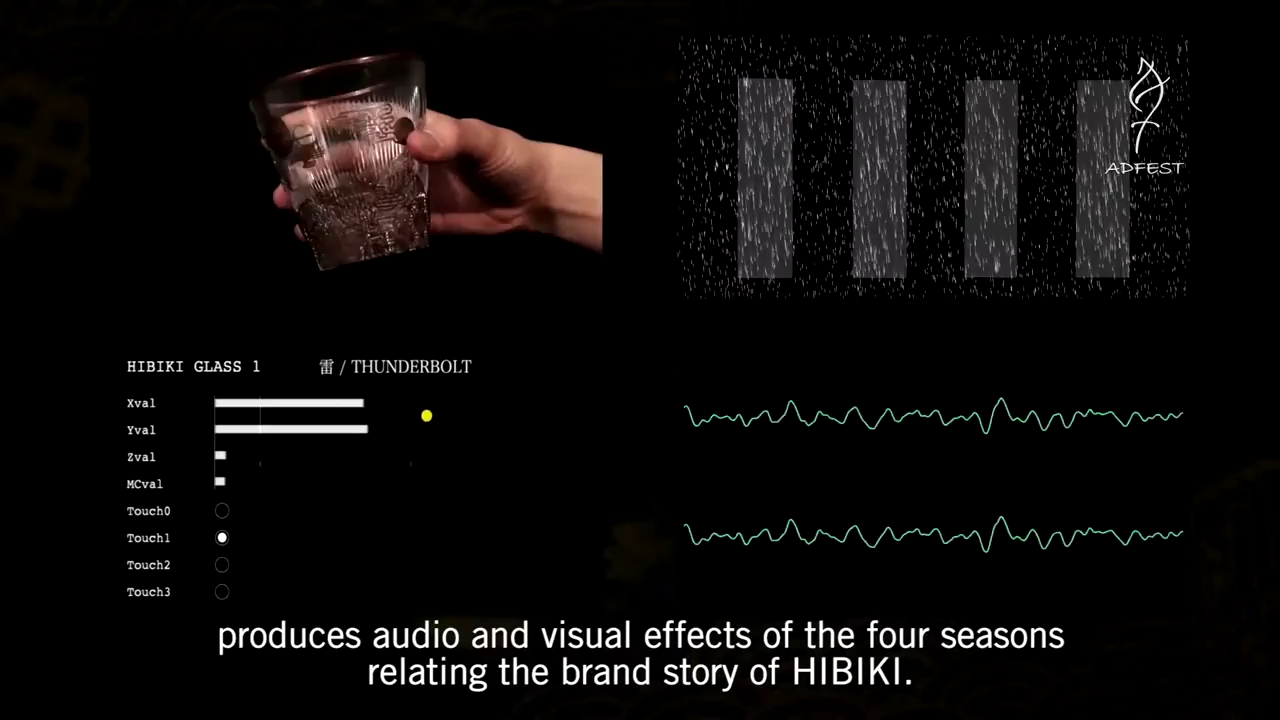 ADFEST
HIBIKI GLASS 1
雷 / THUNDERBOLT
Xval
Yval
Zval
MCval
Touch0
Touch1
Touch2
Touch3
produces audio and visual effects of the four seasons
relating the brand story of HIBIKI.